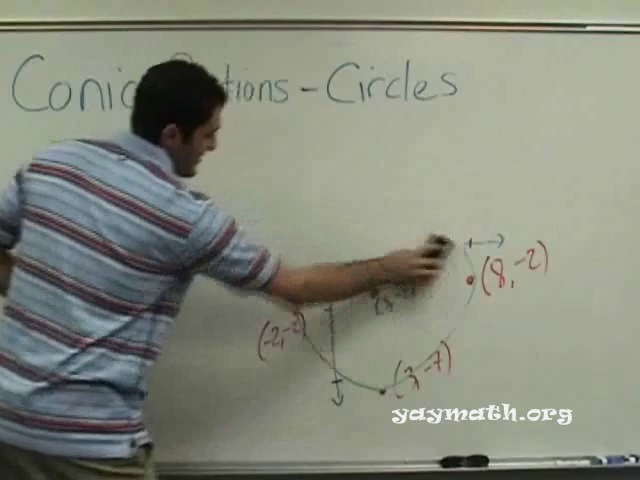 Conic    tions - Circles
(8, -2)
(-2, -2)
(3, -7)
yaymath.org